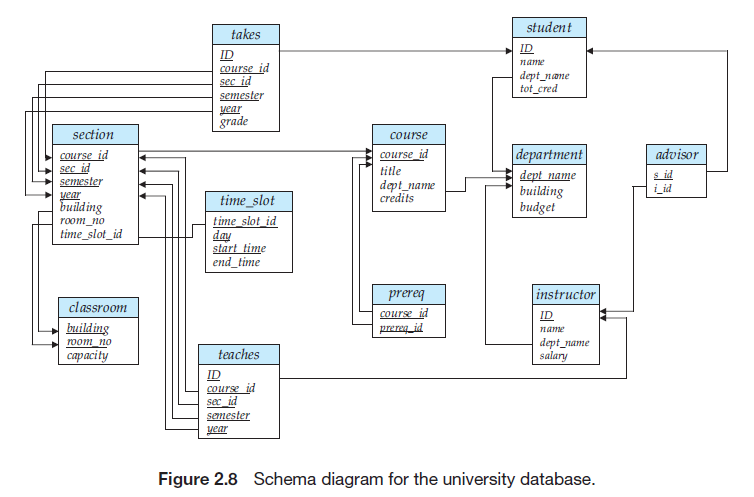 takes
ID
course_id
sec_id
semester
year
grade
student
ID
name
dept_name
tot_cred
section
course_id
sec_id
semester
year
building
room_no
time_slot_id
course
course_id
title
dept_name
credits
department
dept_name
building
budget
advisor
s_id
i_id
time_slot
time_slot_id
day
start_time
end_time
prereq
course_id
prereq_id
instructor
ID
name
dept_name
salary
classroom
building
room_no
capacity
teaches
ID
course_id
sec_id
semester
year
Figure 2.8 Schema diagram for the university database.